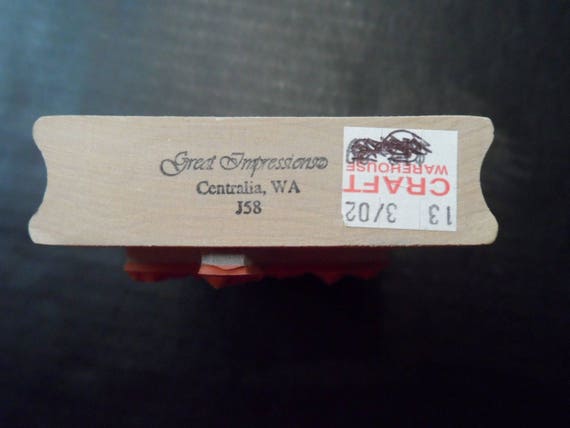 Great Impressions©
Centralia, WA
J58
CRAFT
WAREHOUSE
13 3/02